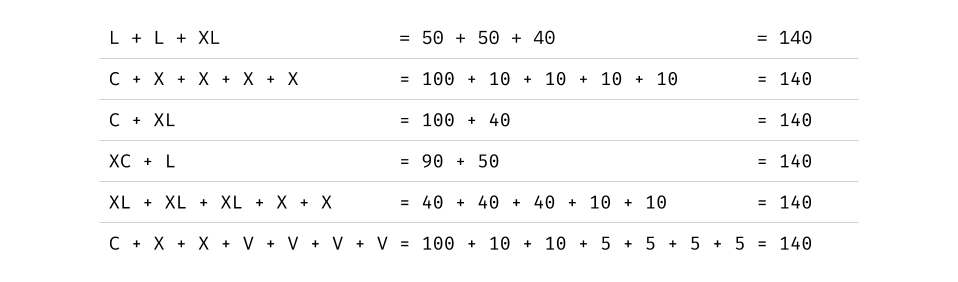 L + L + XL = 50 + 50 + 40 = 140
C + X + X + X + X = 100 + 10 + 10 + 10 + 10 = 140
C + XL = 100 + 40 = 140
XC + L = 90 + 50 = 140
XL + XL + XL + X + X = 40 + 40 + 40 + 10 + 10 = 140
C + X + X + V + V + V + V = 100 + 10 + 10 + 5 + 5 + 5 + 5 = 140